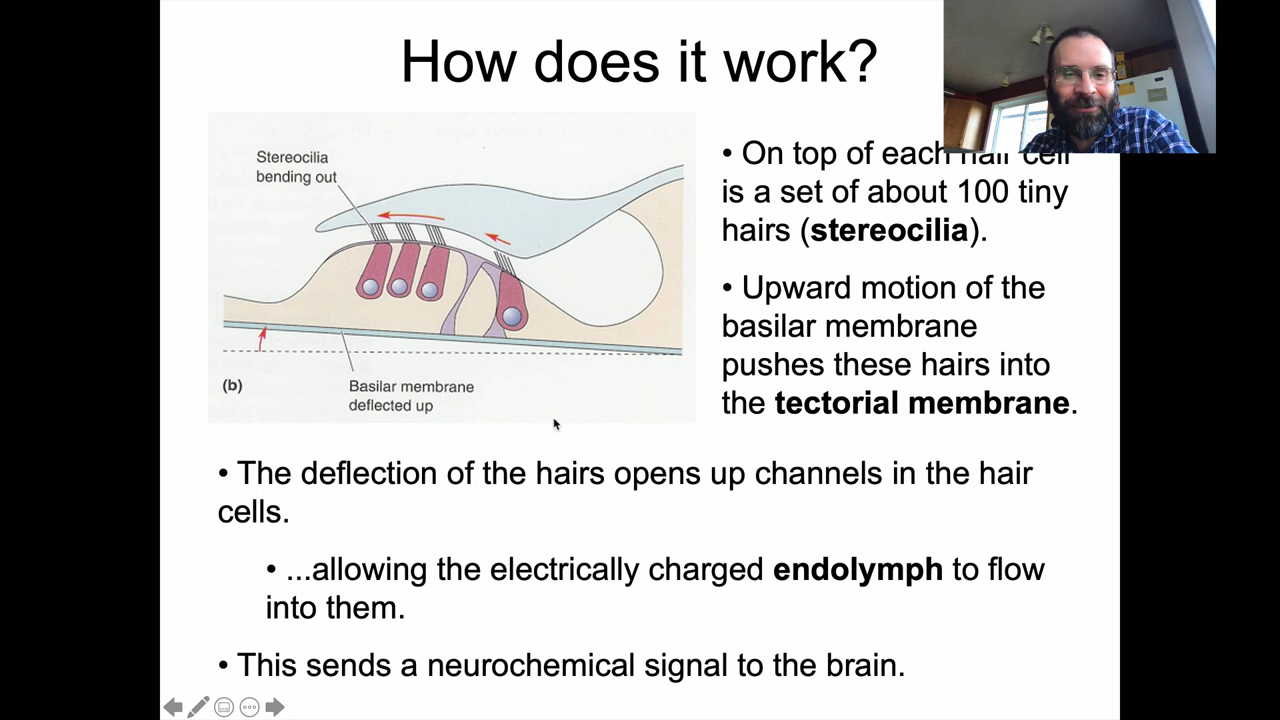 How does it work?
Stereocilia
bending out
(b)
Basilar membrane
deflected up
• On top of each hair cell
is a set of about 100 tiny
hairs (stereocilia).
• Upward motion of the
basilar membrane
pushes these hairs into
the tectorial membrane.
• The deflection of the hairs opens up channels in the hair
cells.
• ...allowing the electrically charged endolymph to flow
into them.
• This sends a neurochemical signal to the brain.